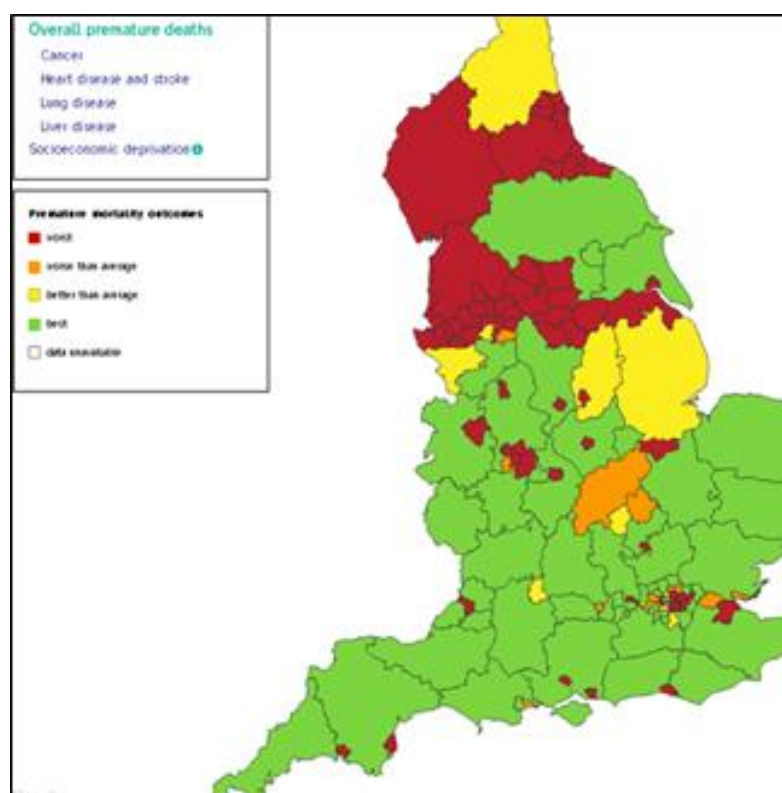 Overall premature deaths
Cancer
Heart disease and stroke
Lung disease
Liver disease
Socioeconomic deprivation
Premature mortality outcomes
worst
worse than average
better than average
best
data unavailable